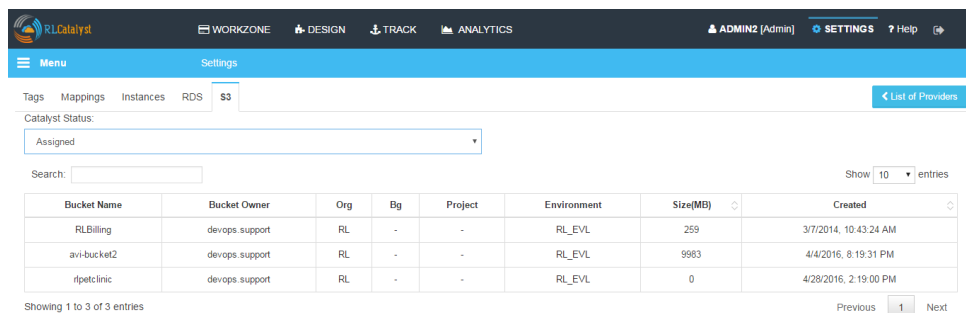 RLCatalyst WORKZONE DESIGN TRACK ANALYTICS ADMIN2 [Admin] SETTINGS ? Help
Menu Settings
Tags Mappings Instances RDS S3 List of Providers
Catalyst Status:
Assigned
Search: Show 10 entries
Bucket Name Bucket Owner Org Bg Project Environment Size(MB) Created
RLBilling devops.support RL - - RL_EVL 259 3/7/2014, 10:43:24 AM
avi-bucket2 devops.support RL - - RL_EVL 9983 4/4/2016, 8:19:31 PM
rlpetclinic devops.support RL - - RL_EVL 0 4/28/2016, 2:19:00 PM
Showing 1 to 3 of 3 entries Previous 1 Next